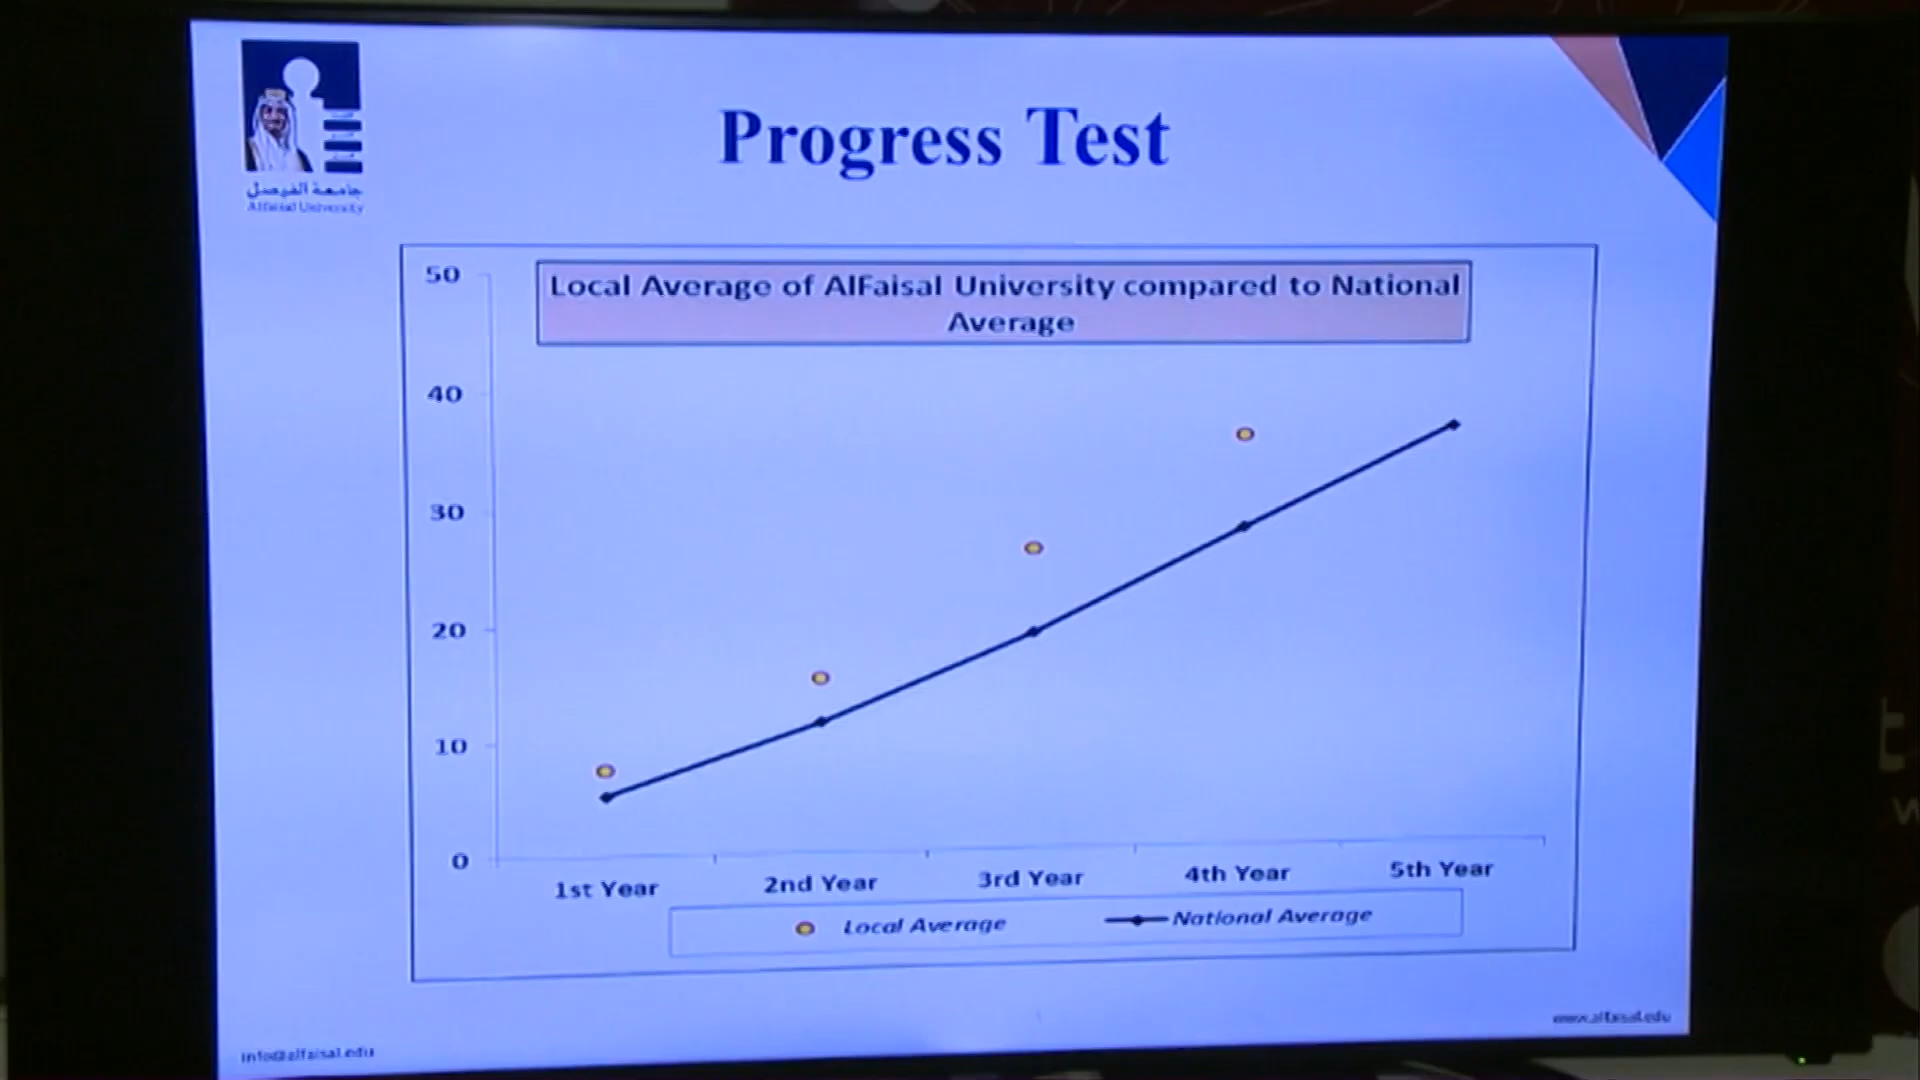 جامعة الفيصل
Alfaisal University
Progress Test
Local Average of AlFaisal University compared to National
Average
50
40
30
20
10
0
1st Year
2nd Year
3rd Year
4th Year
5th Year
Local Average
National Average
info@alfaisal.edu
www.alfaisal.edu